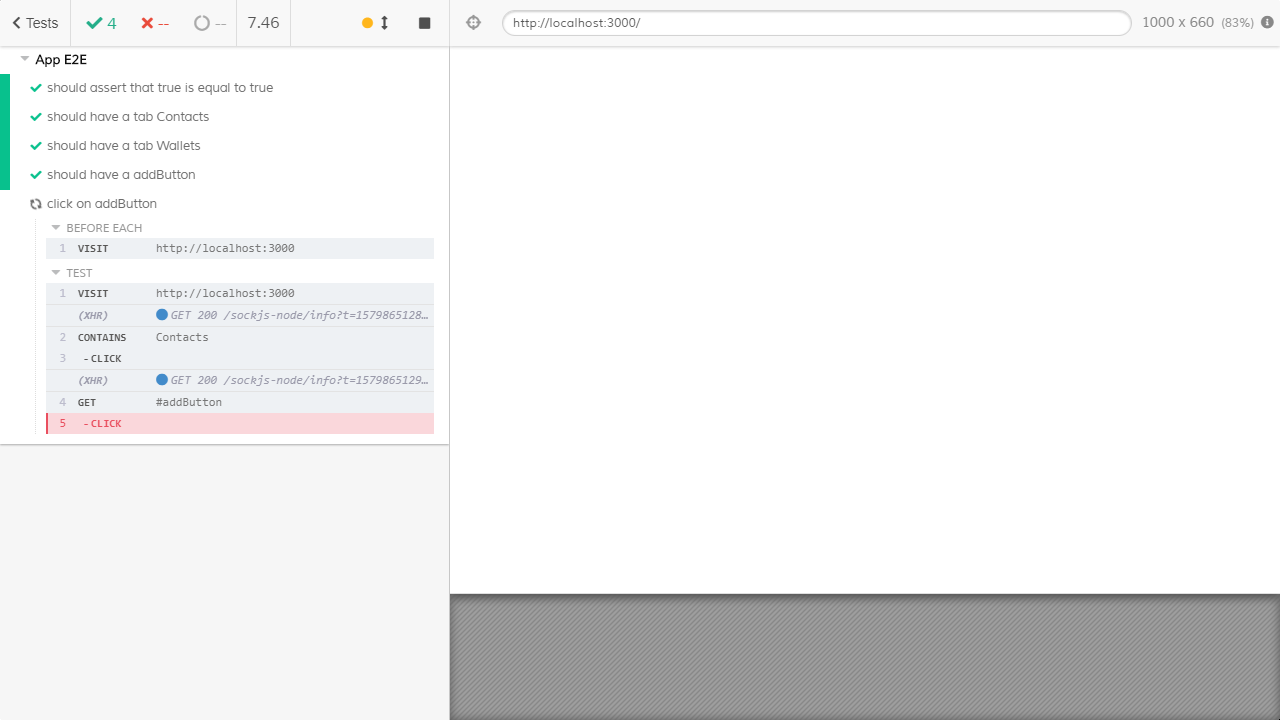 Tests 4 -- -- 7.46
http://localhost:3000/ 1000 x 660 (83%)
App E2E
should assert that true is equal to true
should have a tab Contacts
should have a tab Wallets
should have a addButton
click on addButton
BEFORE EACH
1 VISIT http://localhost:3000
TEST
1 VISIT http://localhost:3000
(XHR) GET 200 /sockjs-node/info?t=1579865128…
2 CONTAINS Contacts
3 -CLICK
(XHR) GET 200 /sockjs-node/info?t=1579865129…
4 GET #addButton
5 -CLICK